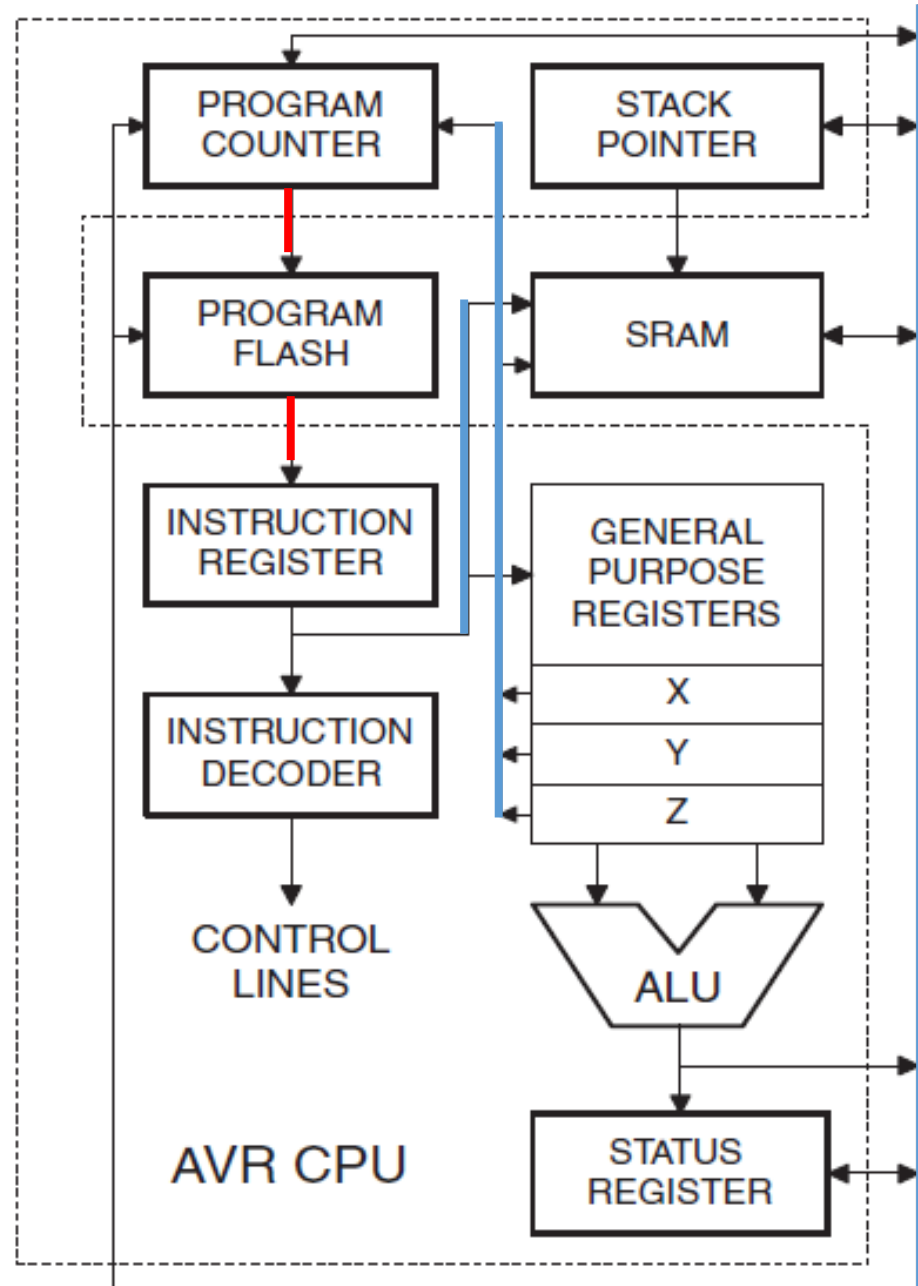 PROGRAM
COUNTER
STACK
POINTER
PROGRAM
FLASH
SRAM
INSTRUCTION
REGISTER
GENERAL
PURPOSE
REGISTERS
X
Y
Z
INSTRUCTION
DECODER
CONTROL
LINES
ALU
AVR CPU
STATUS
REGISTER